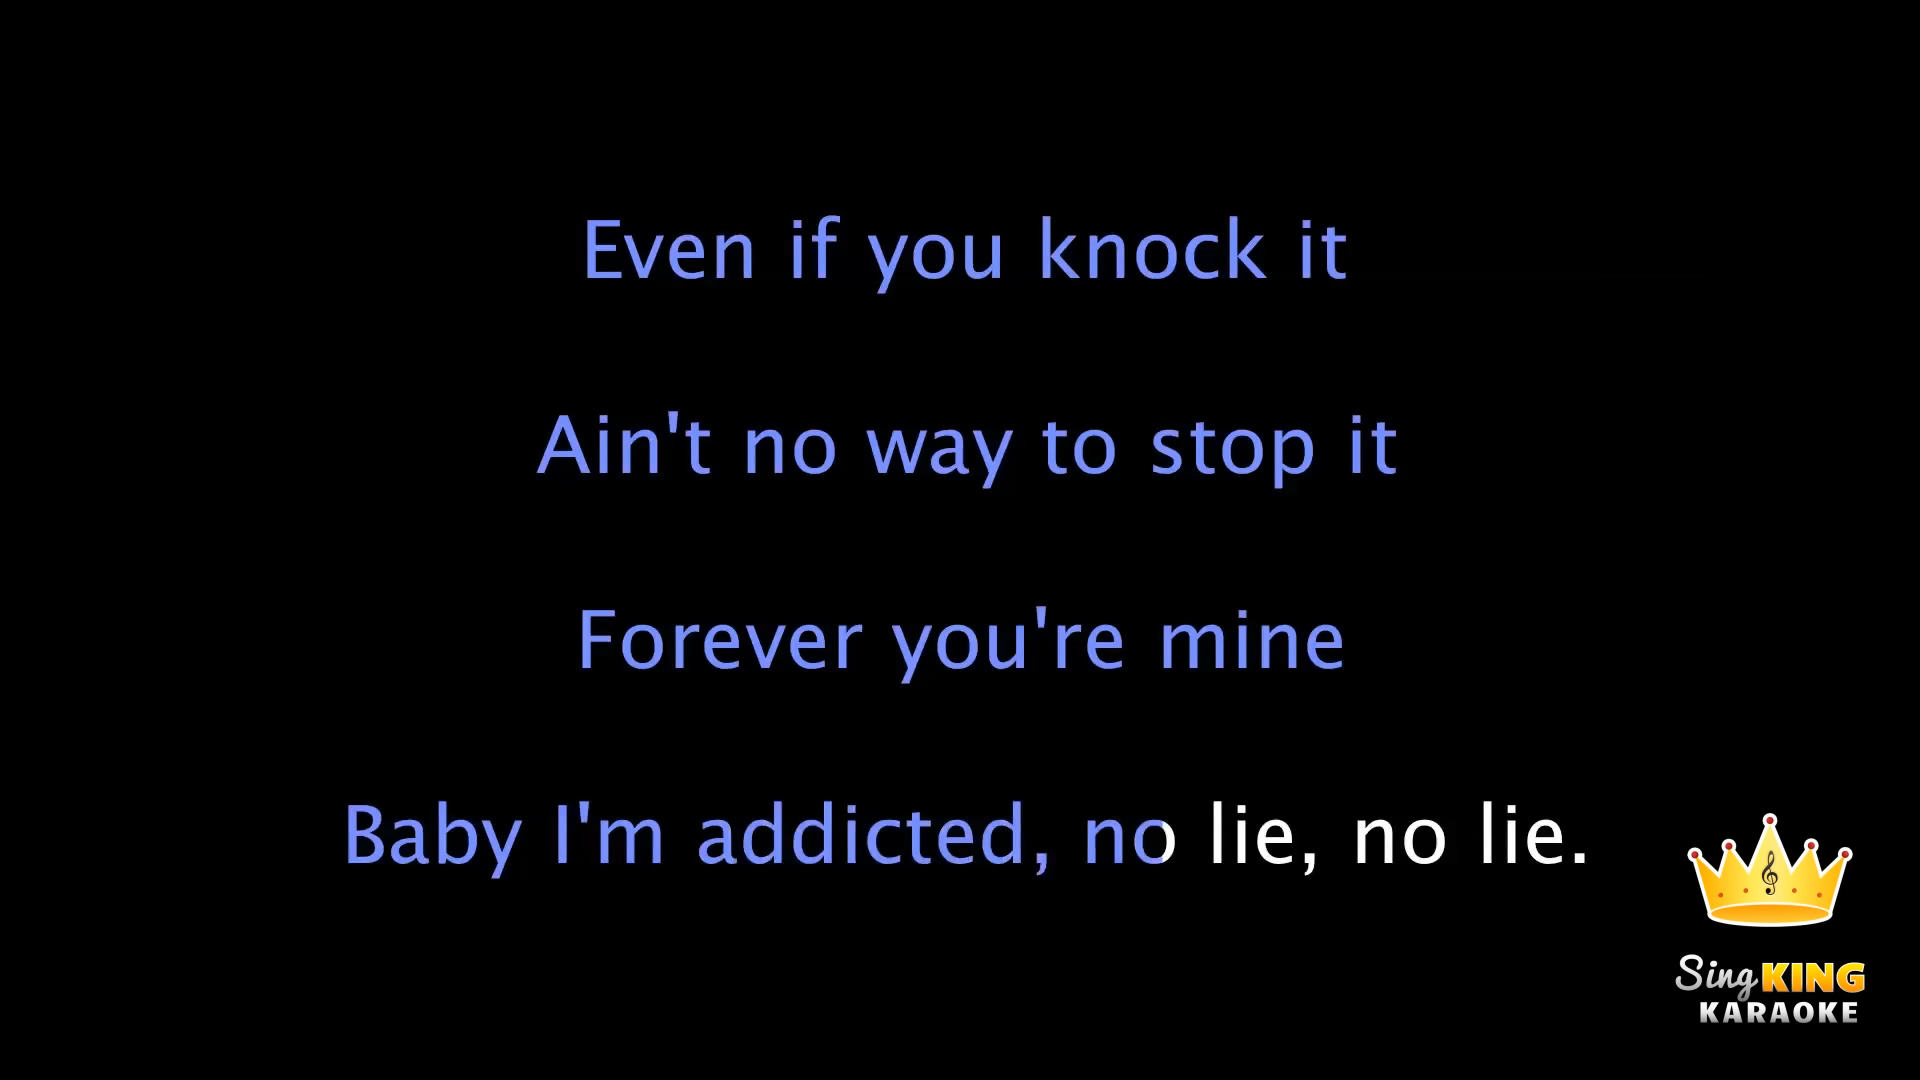 Even if you knock it
Ain't no way to stop it
Forever you're mine
Baby I'm addicted, no lie, no lie.
Sing KING
KARAOKE